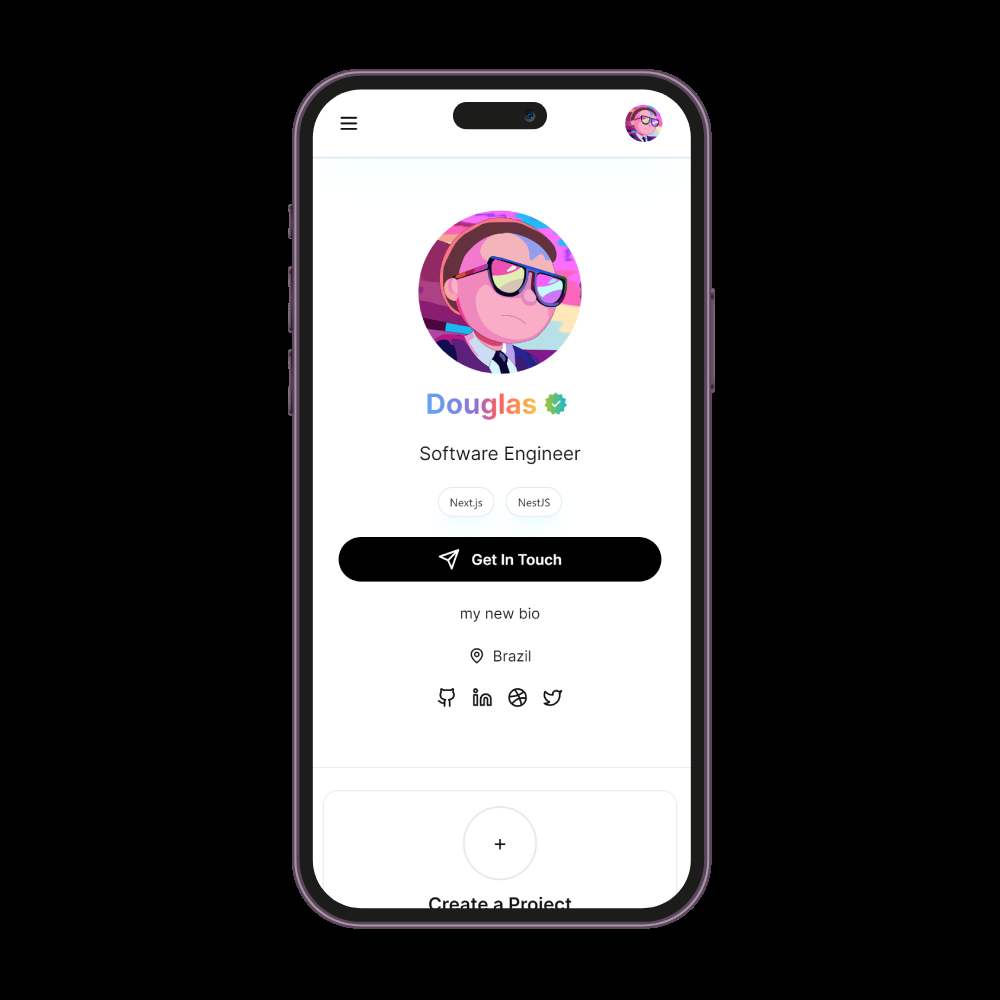 Douglas
Software Engineer
Next.js NestJS
Get In Touch
my new bio
Brazil
Create a Project